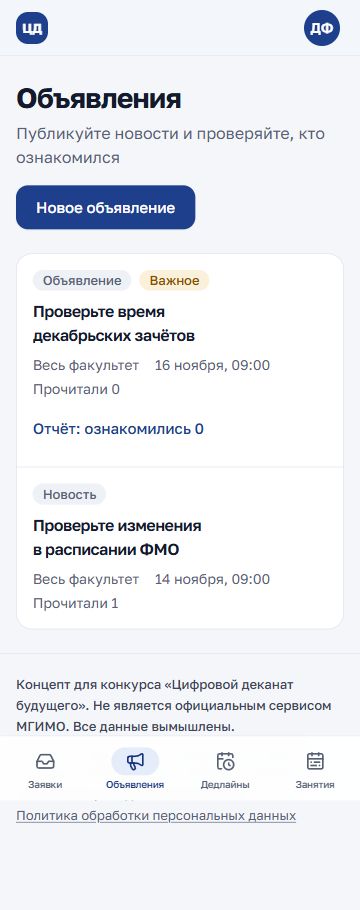 ЦД
ДФ
Объявления
Публикуйте новости и проверяйте, кто
ознакомился
Новое объявление
Объявление Важное
Проверьте время
декабрьских зачётов
Весь факультет 16 ноября, 09:00
Прочитали 0
Отчёт: ознакомились 0
Новость
Проверьте изменения
в расписании ФМО
Весь факультет 14 ноября, 09:00
Прочитали 1
Концепт для конкурса «Цифровой деканат
будущего». Не является официальным сервисом
МГИМО. Все данные вымышлены.
Заявки Объявления Дедлайны Занятия
Политика обработки персональных данных